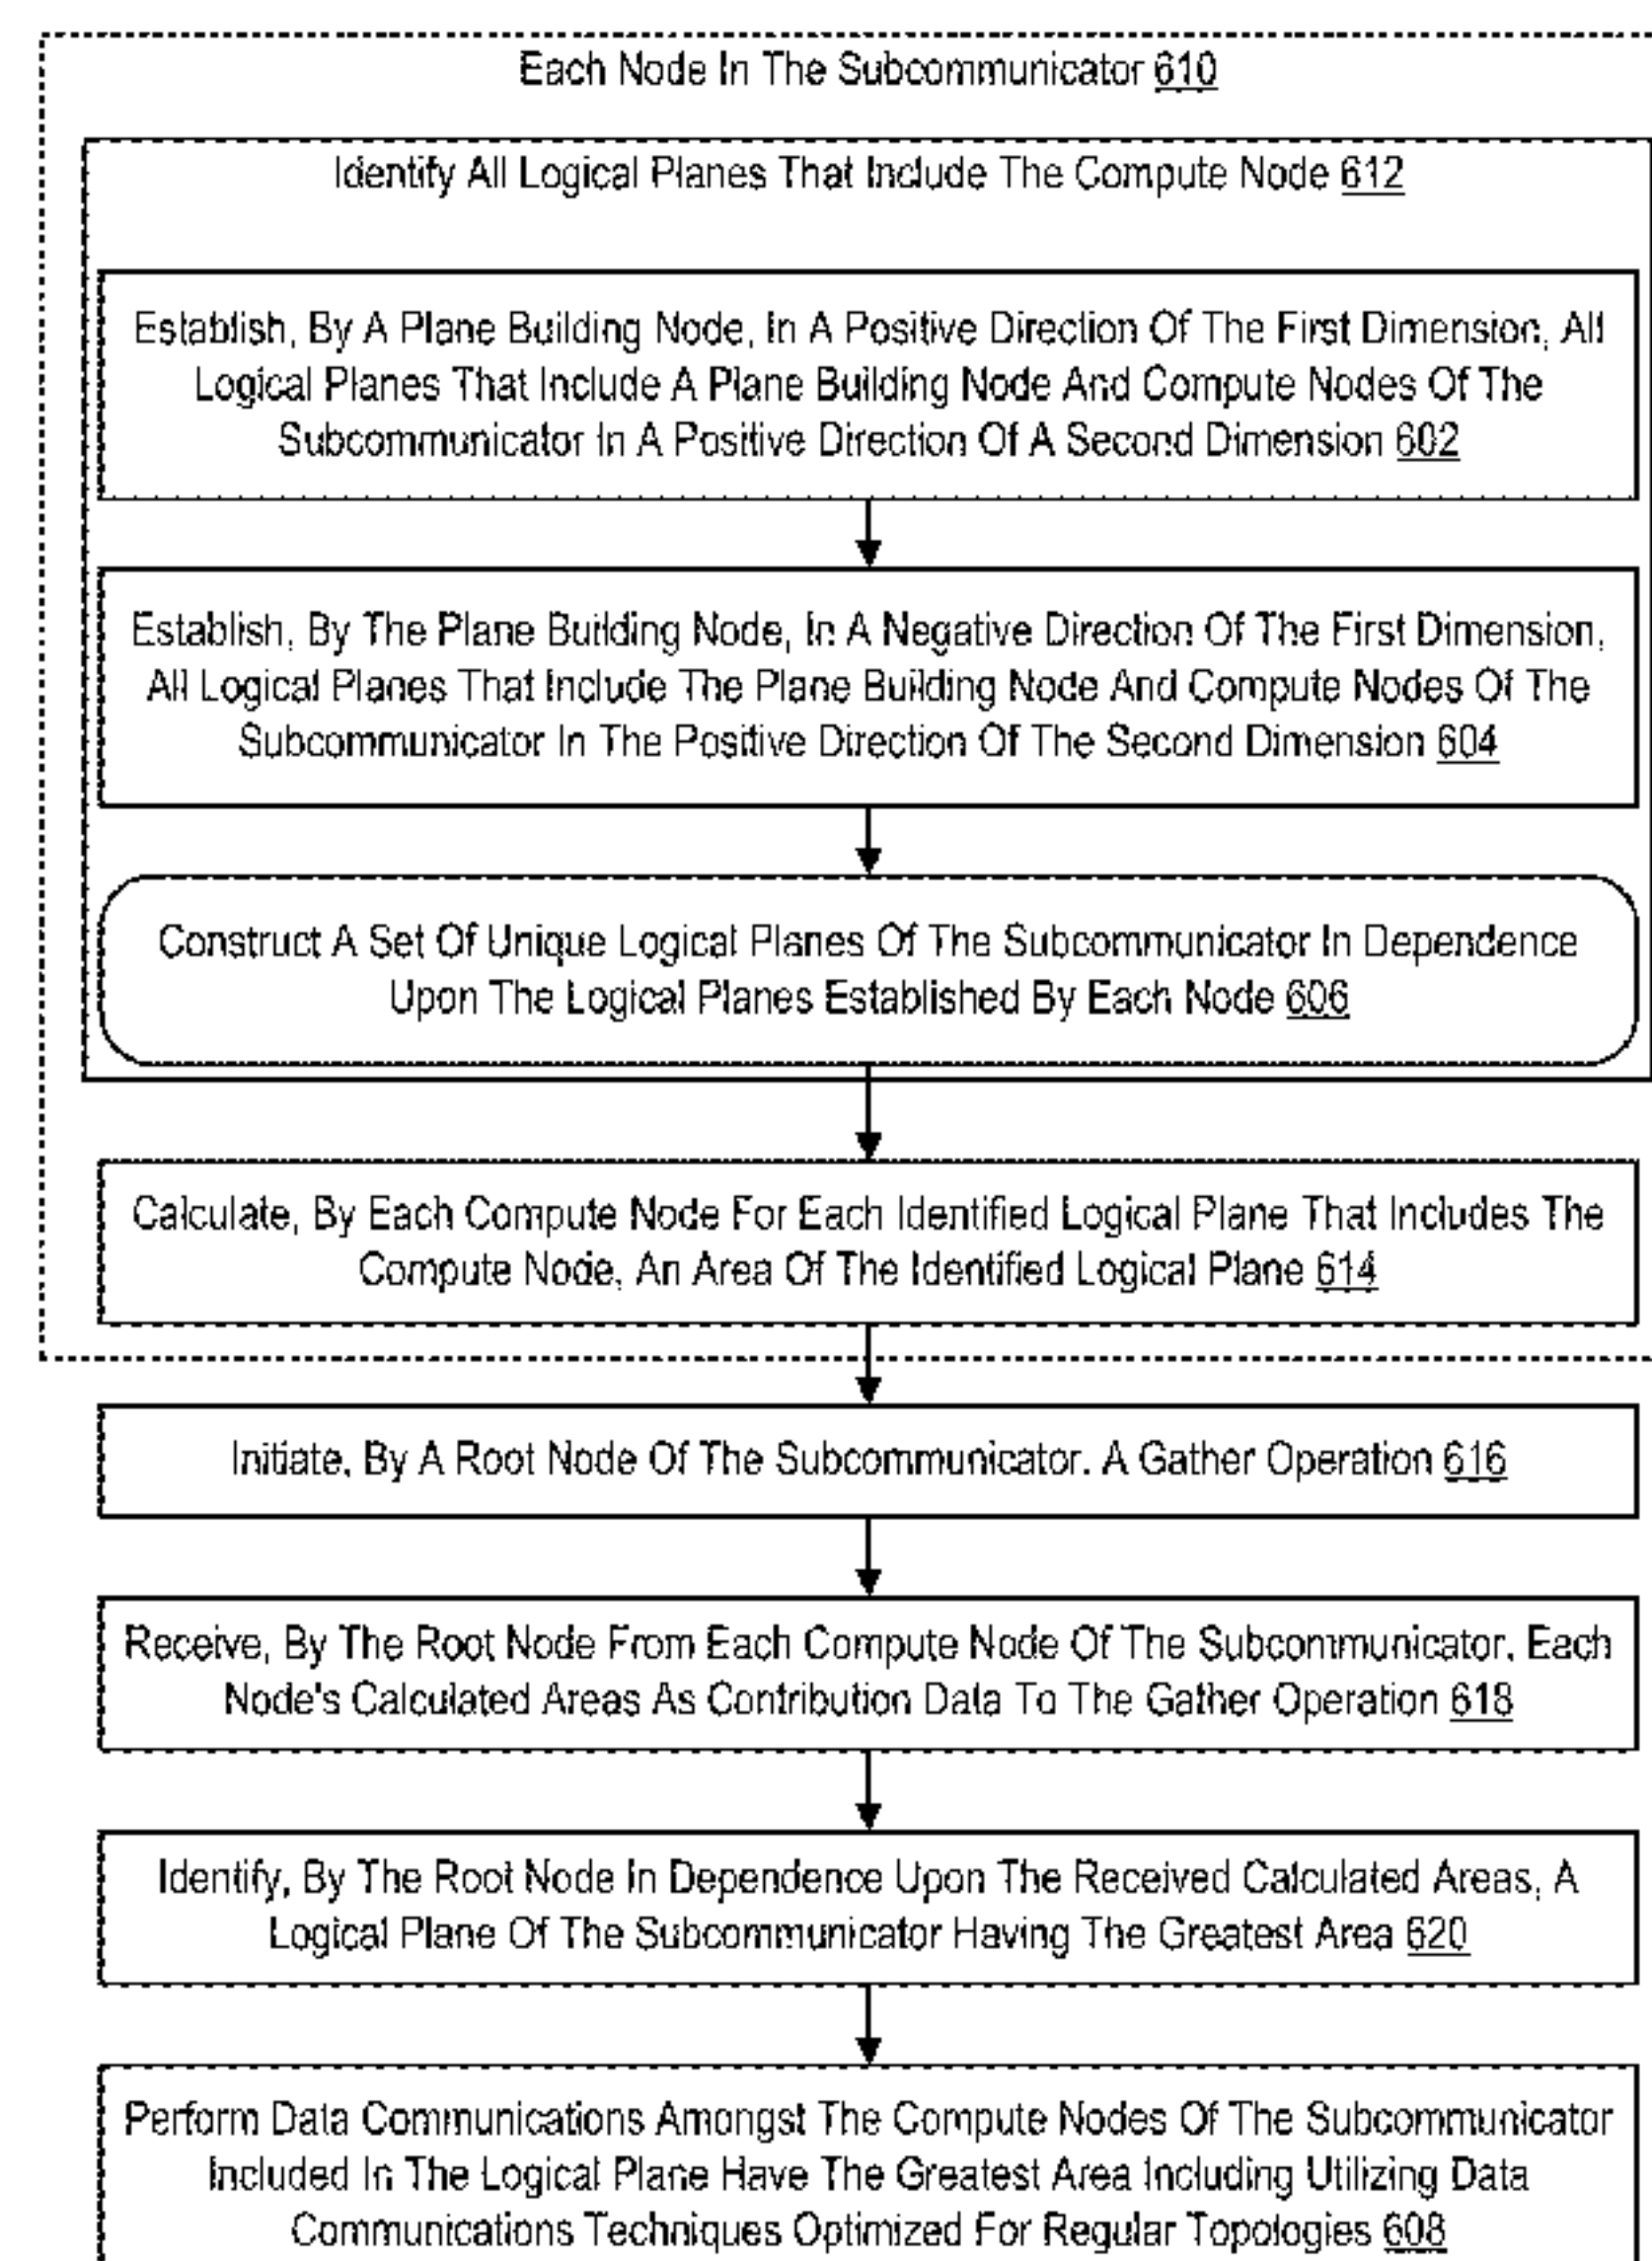 Each Node In The Subcommunicator 610
Identify All Logical Planes That Include The Compute Node 612
Establish, By A Plane Building Node, In A Positive Direction Of The First Dimension, All
Logical Planes That Include A Plane Building Node And Compute Nodes Of The
Subcommunicator In A Positive Direction Of A Second Dimension 602
Establish, By The Plane Building Node, In A Negative Direction Of The First Dimension,
All Logical Planes That Include The Plane Building Node And Compute Nodes Of The
Subcommunicator In The Positive Direction Of The Second Dimension 604
Construct A Set Of Unique Logical Planes Of The Subcommunicator In Dependence
Upon The Logical Planes Established By Each Node 606
Calculate, By Each Compute Node For Each Identified Logical Plane That Includes The
Compute Node, An Area Of The Identified Logical Plane 614
Initiate, By A Root Node Of The Subcommunicator. A Gather Operation 616
Receive, By The Root Node From Each Compute Node Of The Subcommunicator, Each
Node's Calculated Areas As Contribution Data To The Gather Operation 618
Identify, By The Root Node In Dependence Upon The Received Calculated Areas, A
Logical Plane Of The Subcommunicator Having The Greatest Area 620
Perform Data Communications Amongst The Compute Nodes Of The Subcommunicator
Included In The Logical Plane Have The Greatest Area Including Utilizing Data
Communications Techniques Optimized For Regular Topologies 608